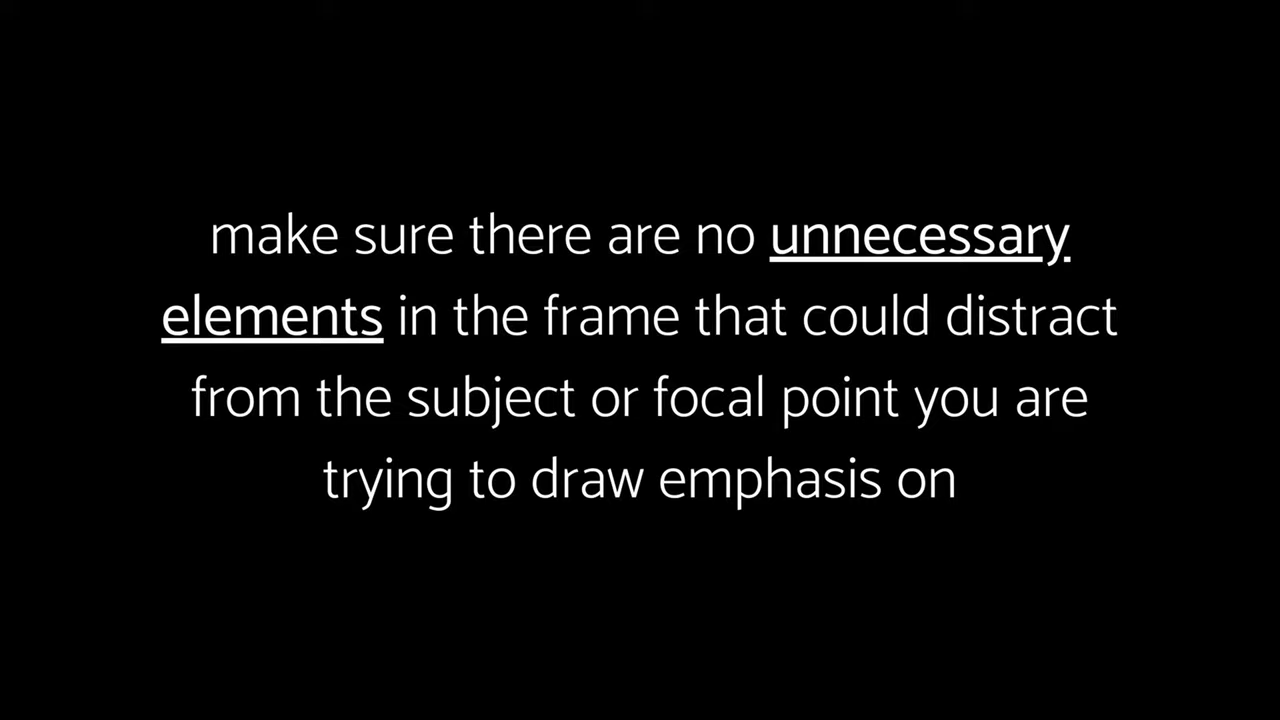 make sure there are no unnecessary
elements in the frame that could distract
from the subject or focal point you are
trying to draw emphasis on